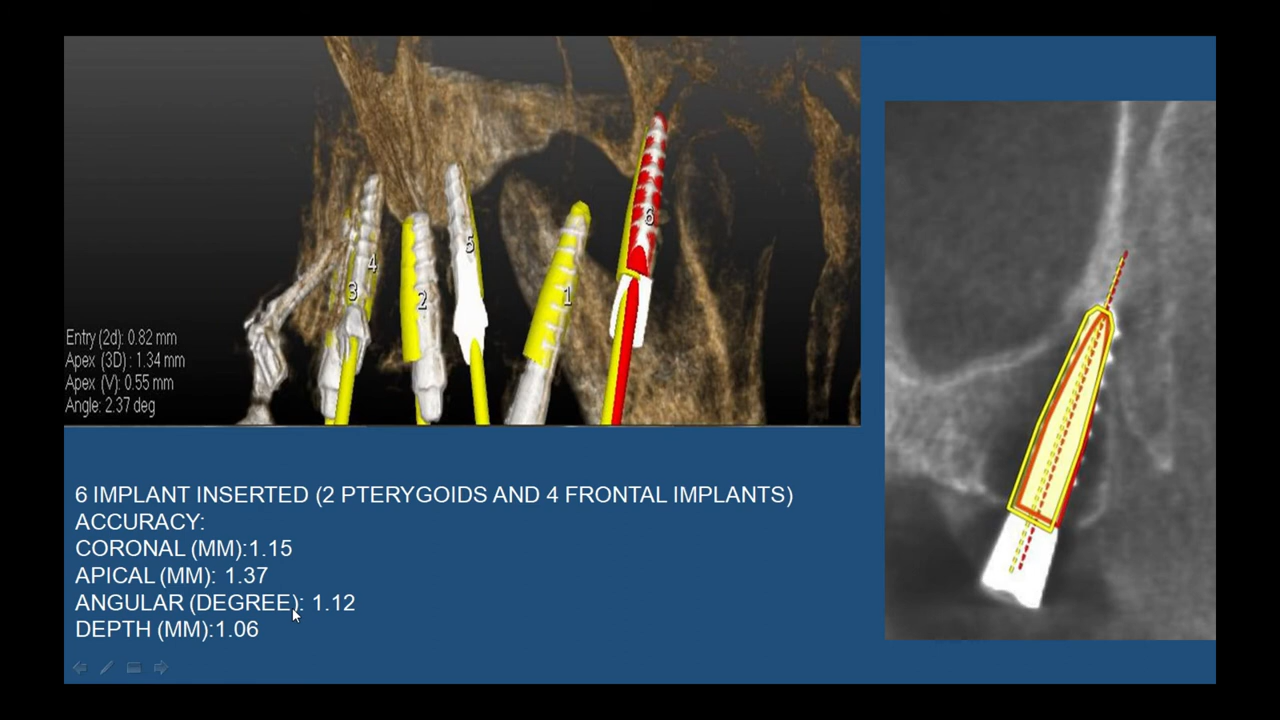 6
5
4
1
3
2
Entry (2d): 0.82 mm
Apex (3D) : 1.34 mm
Apex (V): 0.55 mm
Angle: 2.37 deg
6 IMPLANT INSERTED (2 PTERYGOIDS AND 4 FRONTAL IMPLANTS)
ACCURACY:
CORONAL (MM):1.15
APICAL (MM): 1.37
ANGULAR (DEGREE): 1.12
DEPTH (MM):1.06